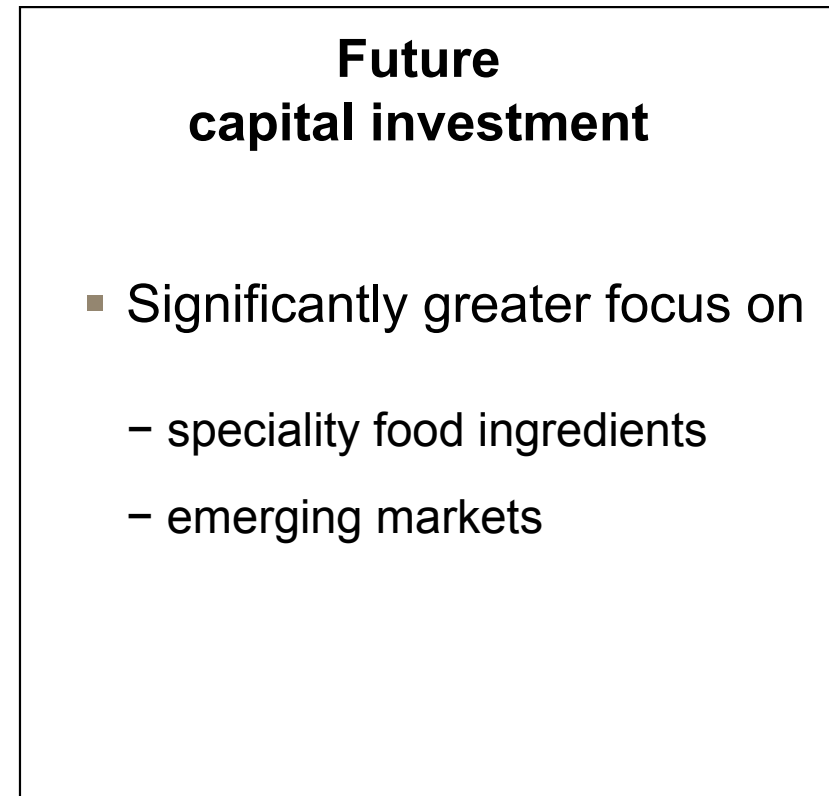 Future
capital investment
▪ Significantly greater focus on
− speciality food ingredients
− emerging markets